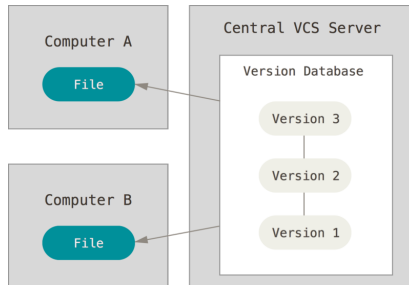 Computer A
File
Computer B
File
Central VCS Server
Version Database
Version 3
Version 2
Version 1